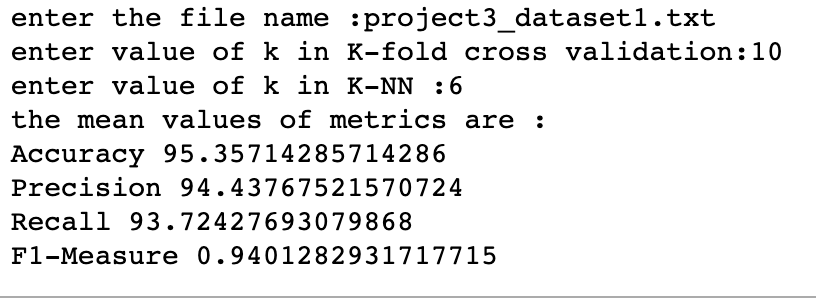 enter the file name :project3_dataset1.txt
enter value of k in K-fold cross validation:10
enter value of k in K-NN :6
the mean values of metrics are :
Accuracy 95.35714285714286
Precision 94.43767521570724
Recall 93.72427693079868
F1-Measure 0.9401282931717715